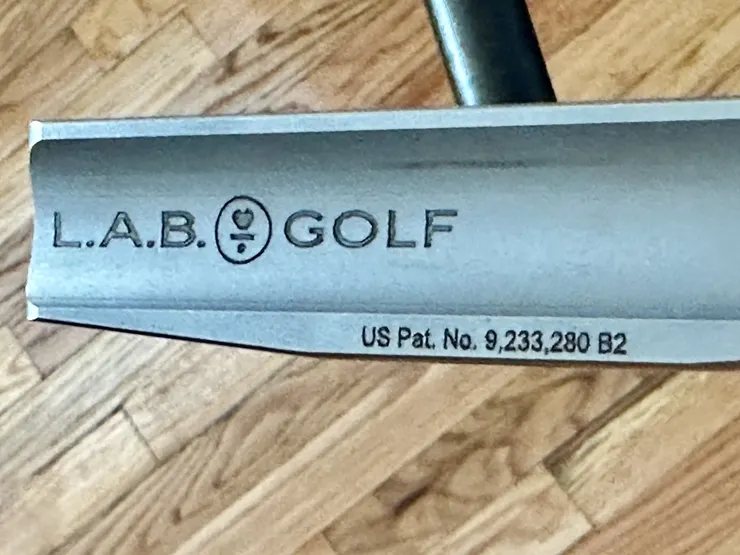 L.A.B. GOLF
US Pat. No. 9,233,280 B2